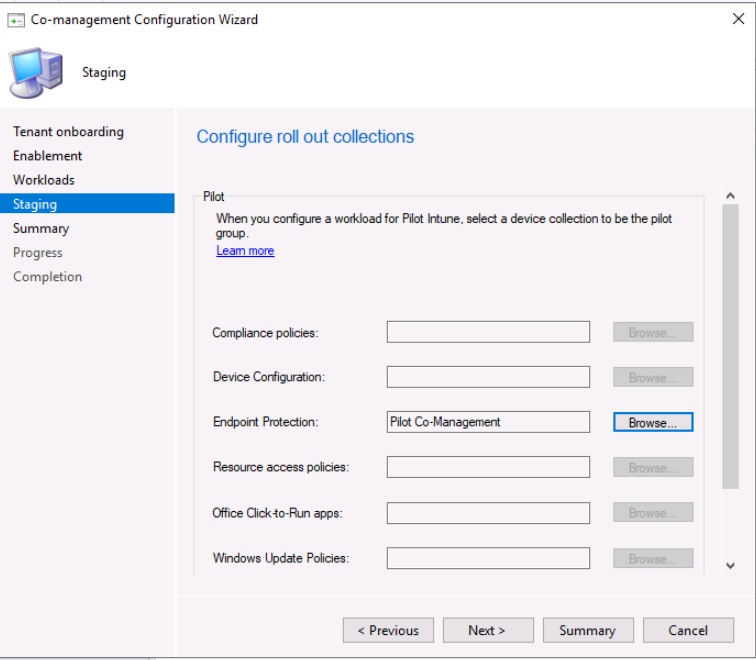 Co-management Configuration Wizard
Staging
Tenant onboarding
Enablement
Workloads
Staging
Summary
Progress
Completion
Configure roll out collections
Pilot
When you configure a workload for Pilot Intune, select a device collection to be the pilot
group.
Learn more
Compliance policies:
Browse...
Device Configuration:
Browse...
Endpoint Protection:
Pilot Co-Management
Browse...
Resource access policies:
Browse...
Office Click-to-Run apps:
Browse...
Windows Update Policies:
Browse...
< Previous
Next >
Summary
Cancel